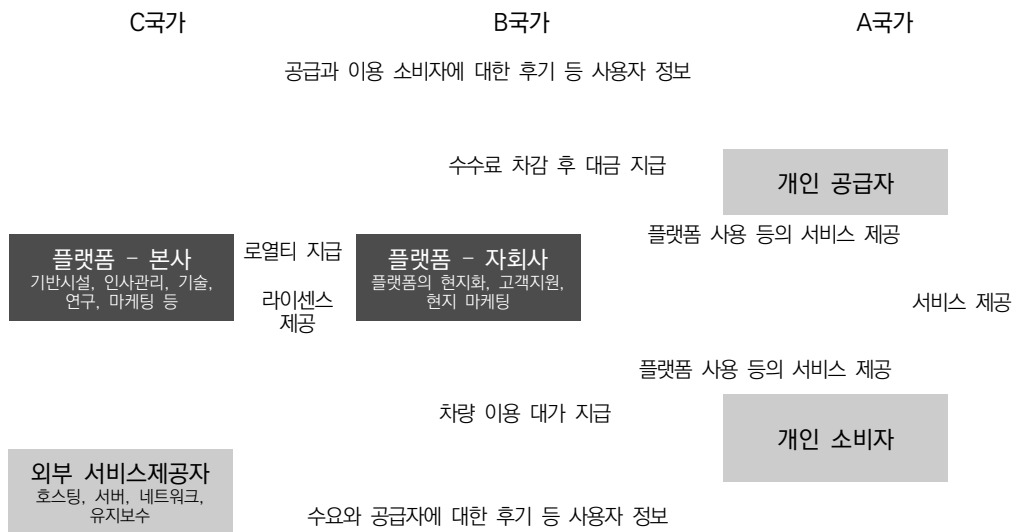 C국가 B국가 A국가
공급과 이용 소비자에 대한 후기 등 사용자 정보
수수료 차감 후 대금 지급
개인 공급자
플랫폼 사용 등의 서비스 제공
플랫폼 - 본사
기반시설, 인사관리, 기술,
연구, 마케팅 등
로열티 지급
라이센스
제공
플랫폼 - 자회사
플랫폼의 현지화, 고객지원,
현지 마케팅
서비스 제공
플랫폼 사용 등의 서비스 제공
차량 이용 대가 지급
개인 소비자
외부 서비스제공자
호스팅, 서버, 네트워크,
유지보수
수요와 공급자에 대한 후기 등 사용자 정보